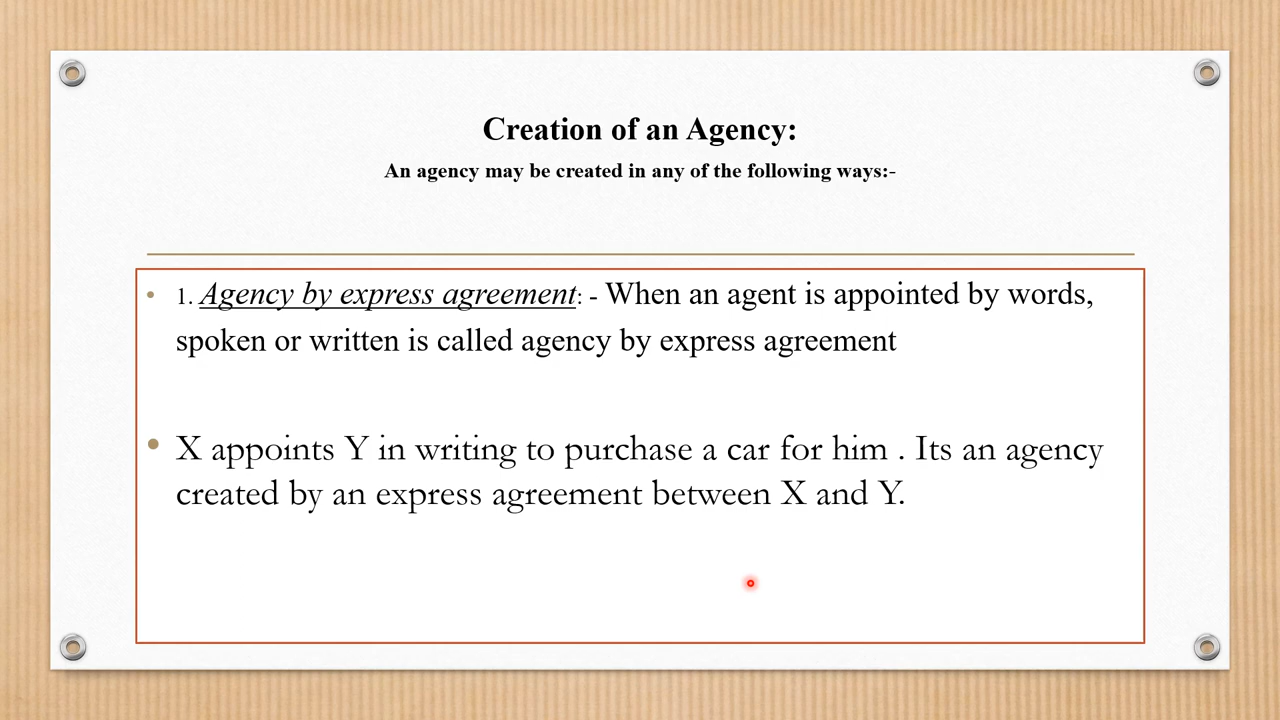 Creation of an Agency:
An agency may be created in any of the following ways:-
• 1. Agency by express agreement: - When an agent is appointed by words,
spoken or written is called agency by express agreement
• X appoints Y in writing to purchase a car for him . Its an agency
created by an express agreement between X and Y.